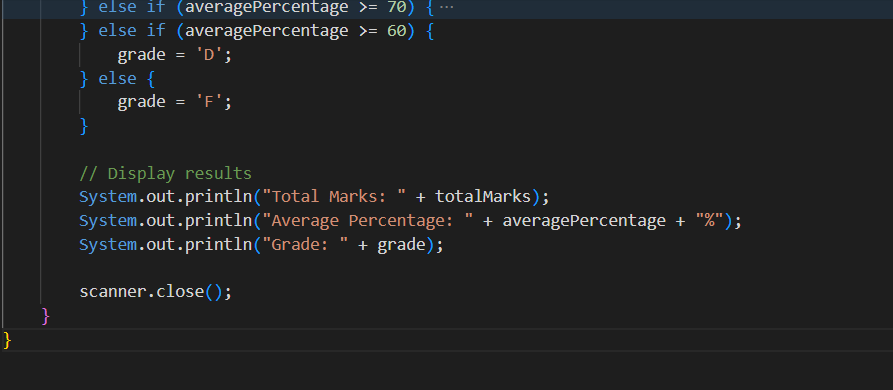 } else if (averagePercentage >= 70) {···
} else if (averagePercentage >= 60) {
grade = 'D';
} else {
grade = 'F';
}
// Display results
System.out.println("Total Marks: " + totalMarks);
System.out.println("Average Percentage: " + averagePercentage + "%");
System.out.println("Grade: " + grade);
scanner.close();
}
}